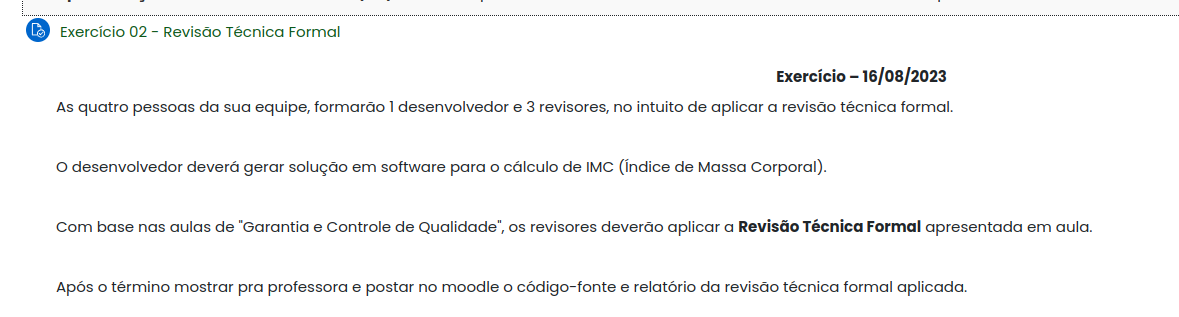 Exercício 02 - Revisão Técnica Formal
Exercício – 16/08/2023
As quatro pessoas da sua equipe, formarão 1 desenvolvedor e 3 revisores, no intuito de aplicar a revisão técnica formal.
O desenvolvedor deverá gerar solução em software para o cálculo de IMC (Índice de Massa Corporal).
Com base nas aulas de "Garantia e Controle de Qualidade", os revisores deverão aplicar a Revisão Técnica Formal apresentada em aula.
Após o término mostrar pra professora e postar no moodle o código-fonte e relatório da revisão técnica formal aplicada.